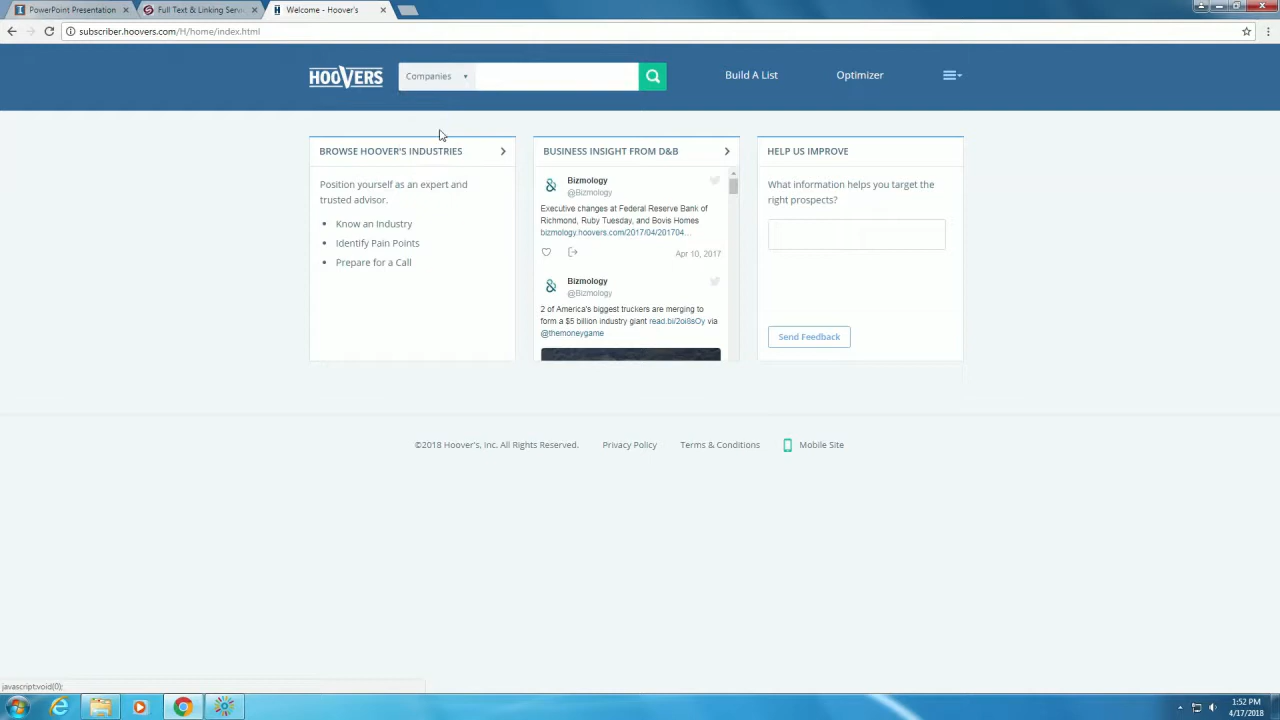 PowerPoint Presentation
Full Text & Linking Servi
Welcome - Hoover's
subscriber.hoovers.com/H/home/index.html
HOOVERS
Companies
Build A List
Optimizer
BROWSE HOOVER'S INDUSTRIES
Position yourself as an expert and
trusted advisor.
Know an Industry
Identify Pain Points
Prepare for a Call
BUSINESS INSIGHT FROM D&B
Bizmology
@Bizmology
Executive changes at Federal Reserve Bank of
Richmond, Ruby Tuesday, and Bovis Homes
bizmology.hoovers.com/2017/04/201704...
Apr 10, 2017
Bizmology
@Bizmology
2 of America's biggest truckers are merging to
form a $5 billion industry giant read.bi/2oi8sOy via
@themoneygame
HELP US IMPROVE
What information helps you target the
right prospects?
Send Feedback
©2018 Hoover's, Inc. All Rights Reserved.
Privacy Policy
Terms & Conditions
Mobile Site
javascript:void(0);
1:52 PM
4/17/2018